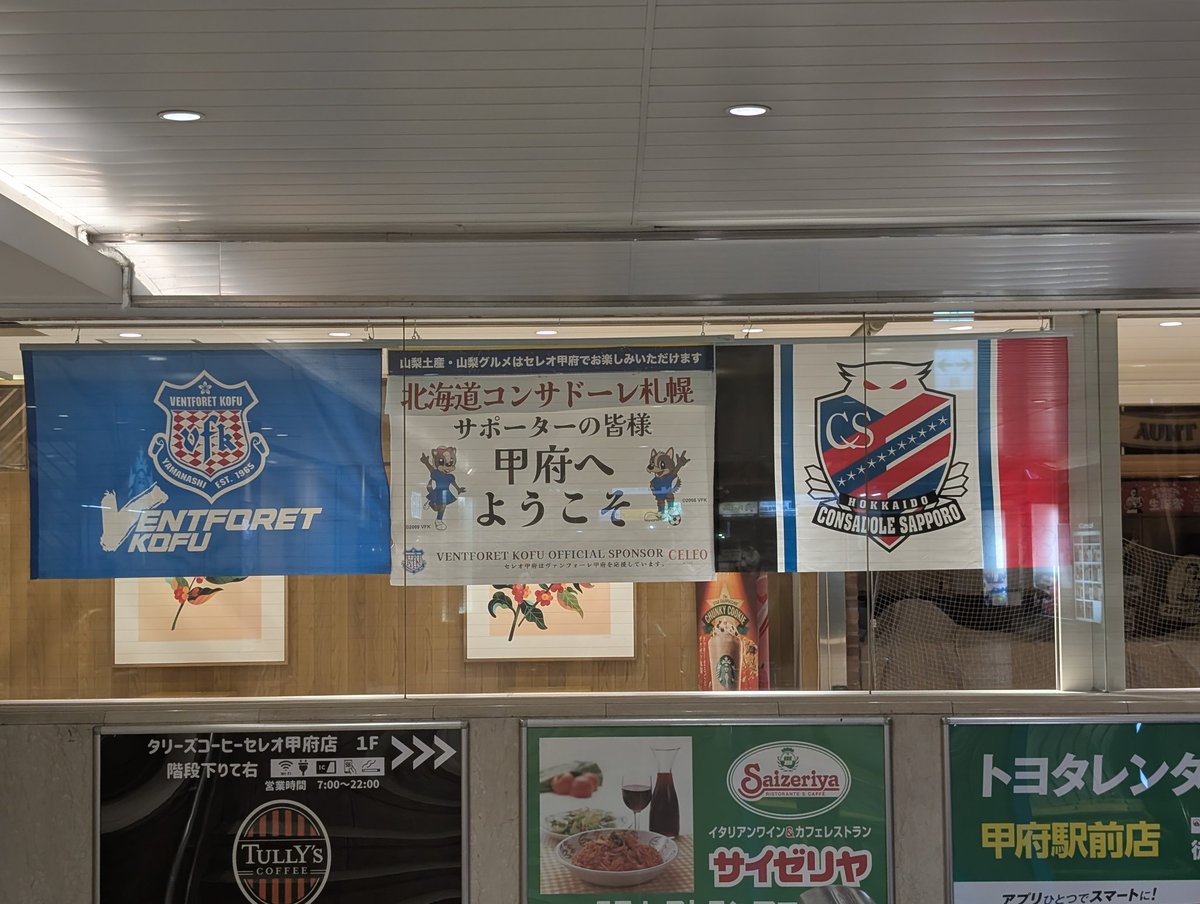 VENTFORET KOFU
vfk
YAMANASHI EST. 1965
VENTFORET
KOFU
山梨土産・山梨グルメはセレオ甲府でお楽しみいただけます
北海道コンサドーレ札幌
サポーターの皆様
甲府へ
ようこそ
VENTFORET KOFU OFFICIAL SPONSOR CELEO
セレオ甲府はヴァンフォーレ甲府を応援しています。
CS
HOKKAIDO
CONSADOLE SAPPORO
AUNT
CHUNKY COOKIE
タリーズコーヒーセレオ甲府店 1F
階段下りて右
営業時間 7:00〜22:00
TULLY'S
COFFEE
Saizeriya
RISTORANTE E CAFFÈ
イタリアンワイン&カフェレストラン
サイゼリヤ
トヨタレンタ
甲府駅前店
アプリひとつでスマートに!